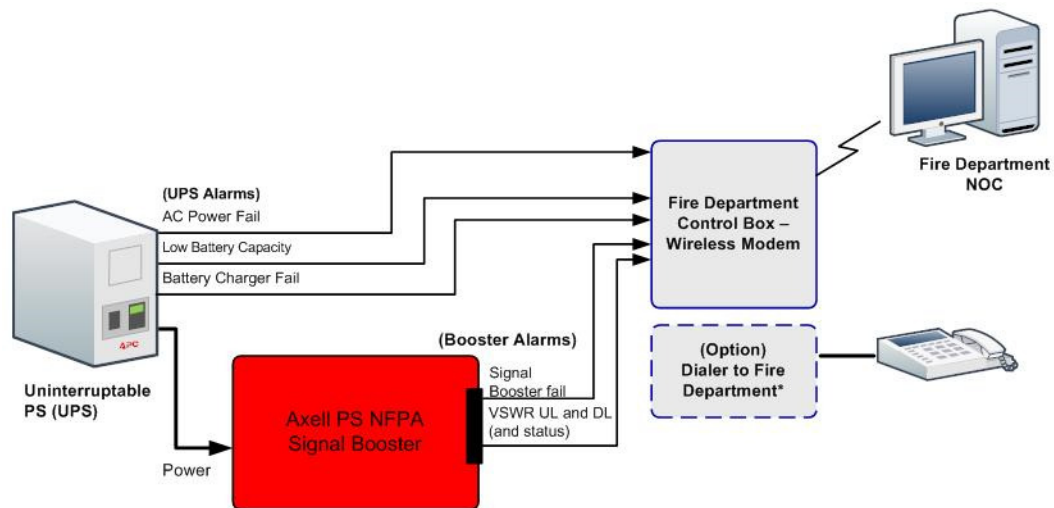 (UPS Alarms)
AC Power Fail
Low Battery Capacity
Battery Charger Fail
APC
Uninterruptable
PS (UPS)
Power
Axell PS NFPA
Signal Booster
(Booster Alarms)
Signal
Booster fail
VSWR UL and DL
(and status)
Fire Department
Control Box –
Wireless Modem
(Option)
Dialer to Fire
Department*
Fire Department
NOC